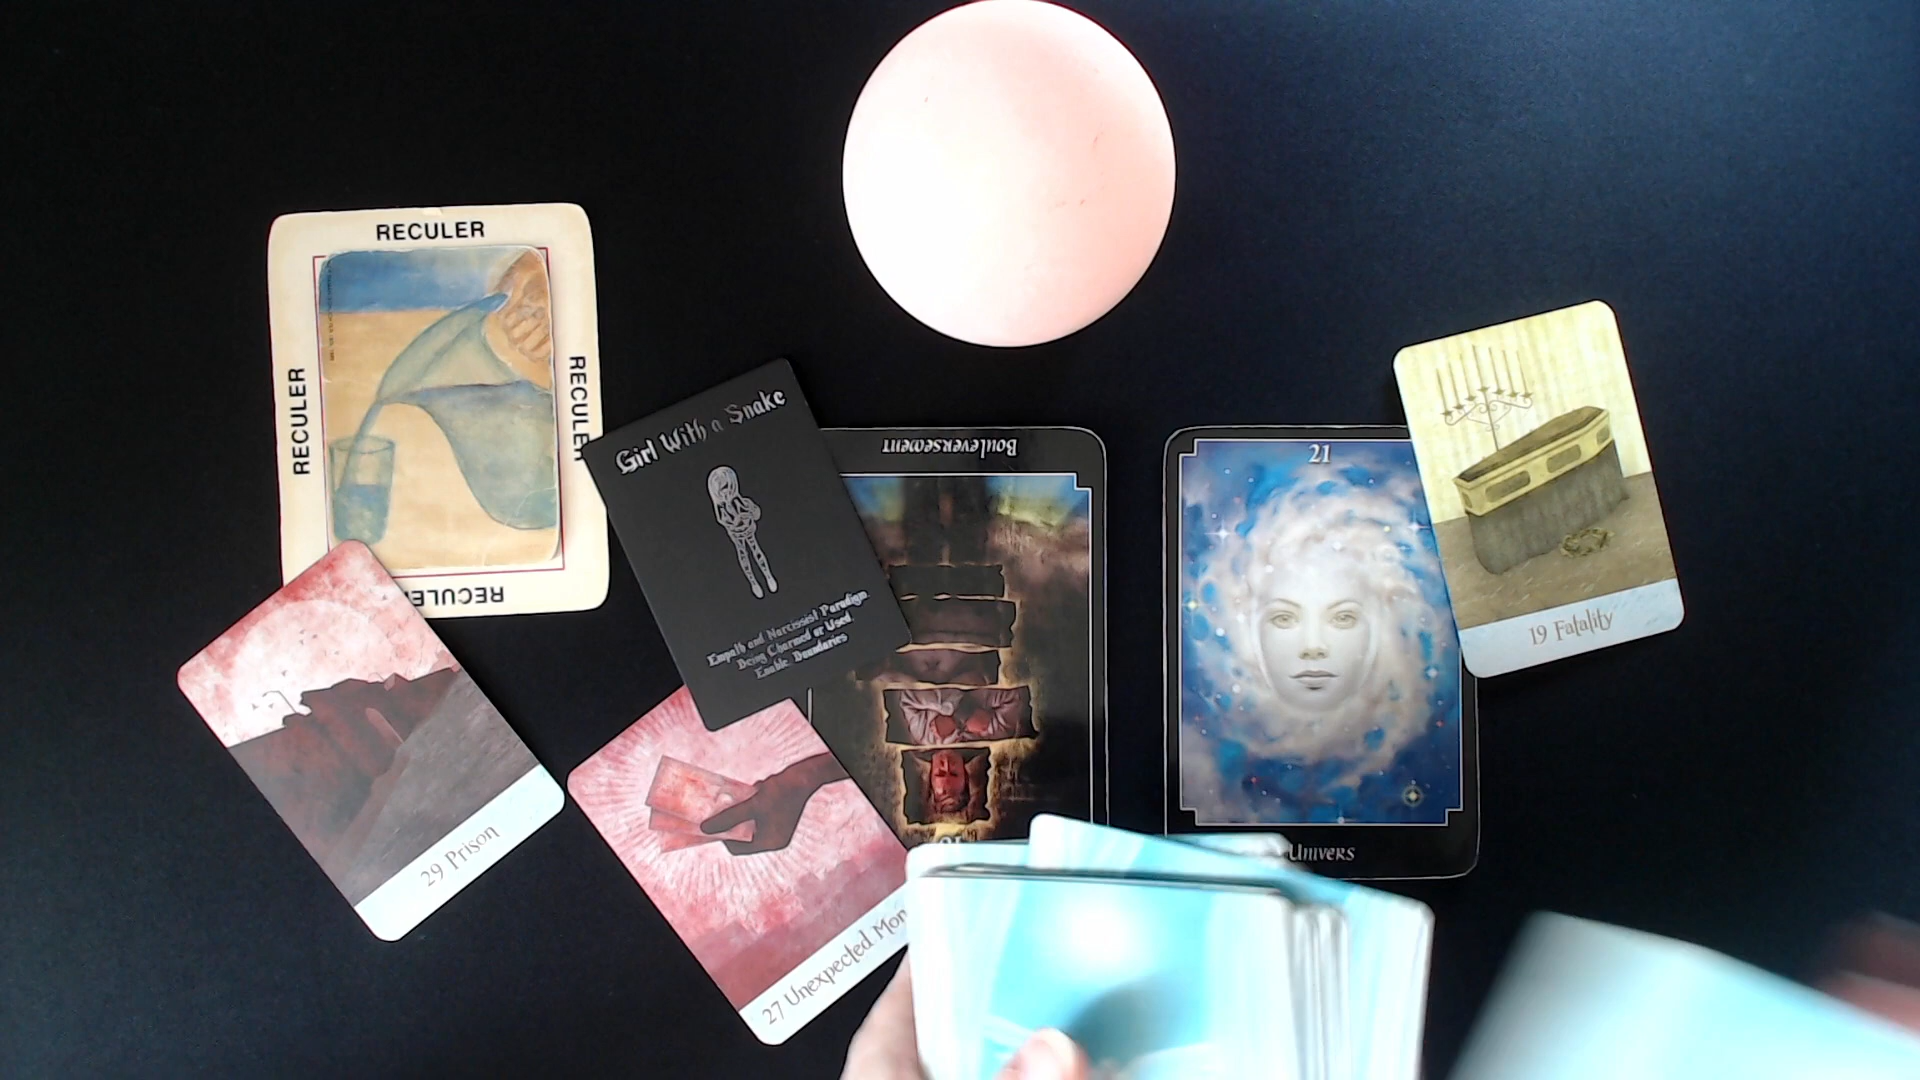 RECULER
RECULER
RECULER
RECULER
Girl With a Snake
Empath and Narcissist Paradigm
Being Charmed or Used
Enable Boundaries
Bouleversement
21
Univers
19 Fatality
29 Prison
27 Unexpected Mon